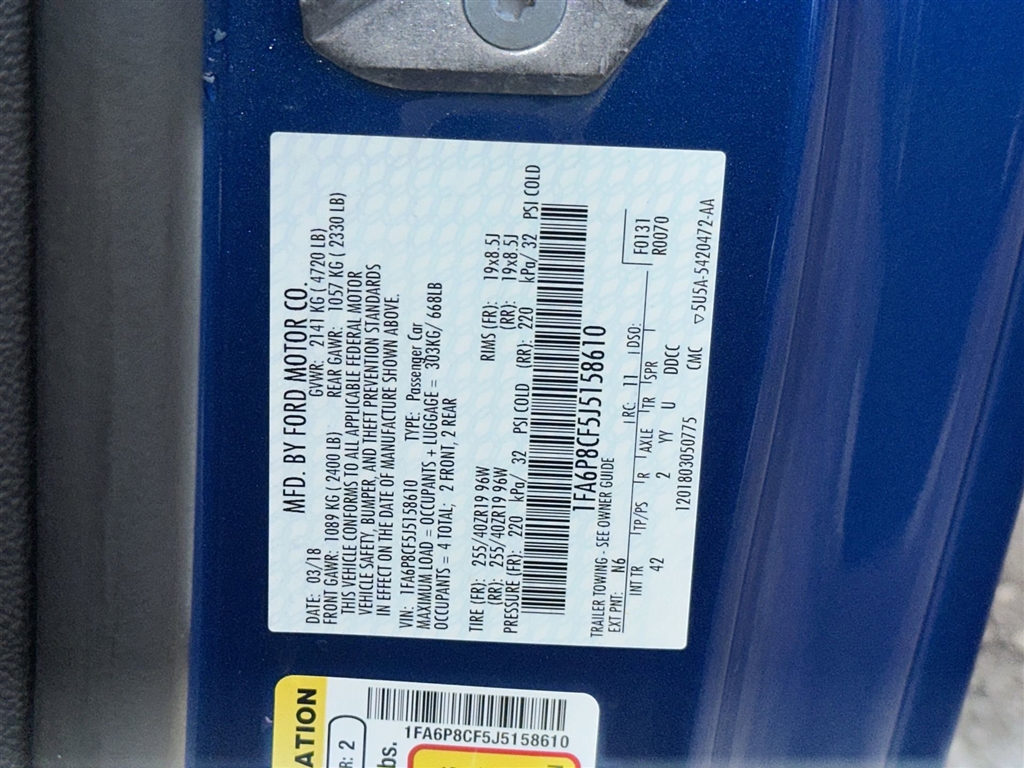 MFD. BY FORD MOTOR CO.
DATE: 03/18 GVWR: 2141 KG ( 4720 LB)
FRONT GAWR: 1089 KG ( 2400 LB) REAR GAWR: 1057 KG ( 2330 LB)
THIS VEHICLE CONFORMS TO ALL APPLICABLE FEDERAL MOTOR
VEHICLE SAFETY, BUMPER, AND THEFT PREVENTION STANDARDS
IN EFFECT ON THE DATE OF MANUFACTURE SHOWN ABOVE.
VIN: 1FA6P8CF5J5158610 TYPE: Passenger Car
MAXIMUM LOAD = OCCUPANTS + LUGGAGE = 303KG/ 668LB
OCCUPANTS = 4 TOTAL; 2 FRONT, 2 REAR
TIRE (FR): 255/40ZR19 96W RIMS (FR): 19x8.5J
(RR): 255/40ZR19 96W (RR): 19x8.5J
PRESSURE (FR): 220 kPa/ 32 PSI COLD (RR): 220 kPa/ 32 PSI COLD
1FA6P8CF5J5158610
TRAILER TOWING - SEE OWNER GUIDE
EXT PNT: N6 RC: 11 DSO: F0131
R0070
INT TR TP/PS R AXLE TR SPR
42 2 YY U DDCC
120180305077​5 CMC ▽5U5A-5420472-AA
ATION
R: 2
bs.
1FA6P8CF5J5158610